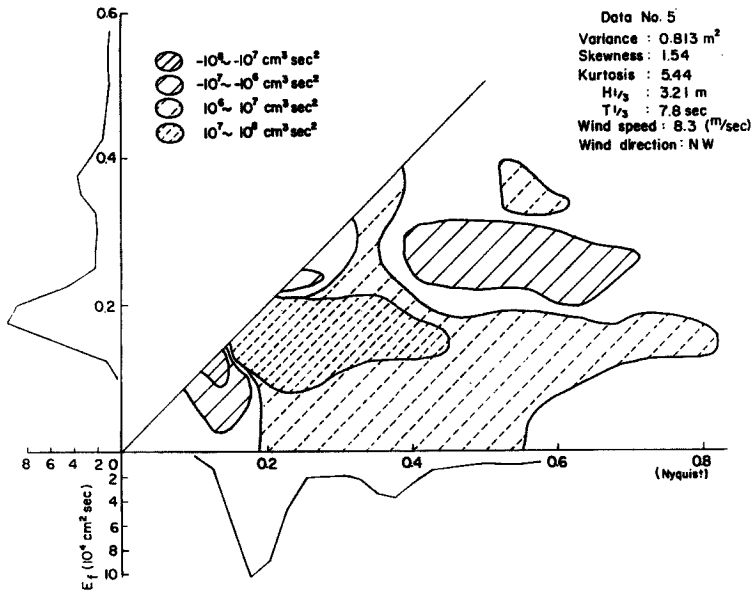 0.6
Data No. 5
Variance : 0.813 m²
Skewness : 1.54
Kurtosis : 5.44
H1/3 : 3.21 m
T1/3 : 7.8 sec
Wind speed : 8.3 (m/sec)
Wind direction : NW
-10⁸~-10⁷ cm³ sec²
-10⁷~-10⁶ cm³ sec²
10⁶~ 10⁷ cm³ sec²
10⁷~ 10⁸ cm³ sec²
0.4
0.2
8 6 4 2 0
0.2 0.4 0.6 0.8
(Nyquist)
2
4
6
8
10
E_f (10⁴ cm² sec)